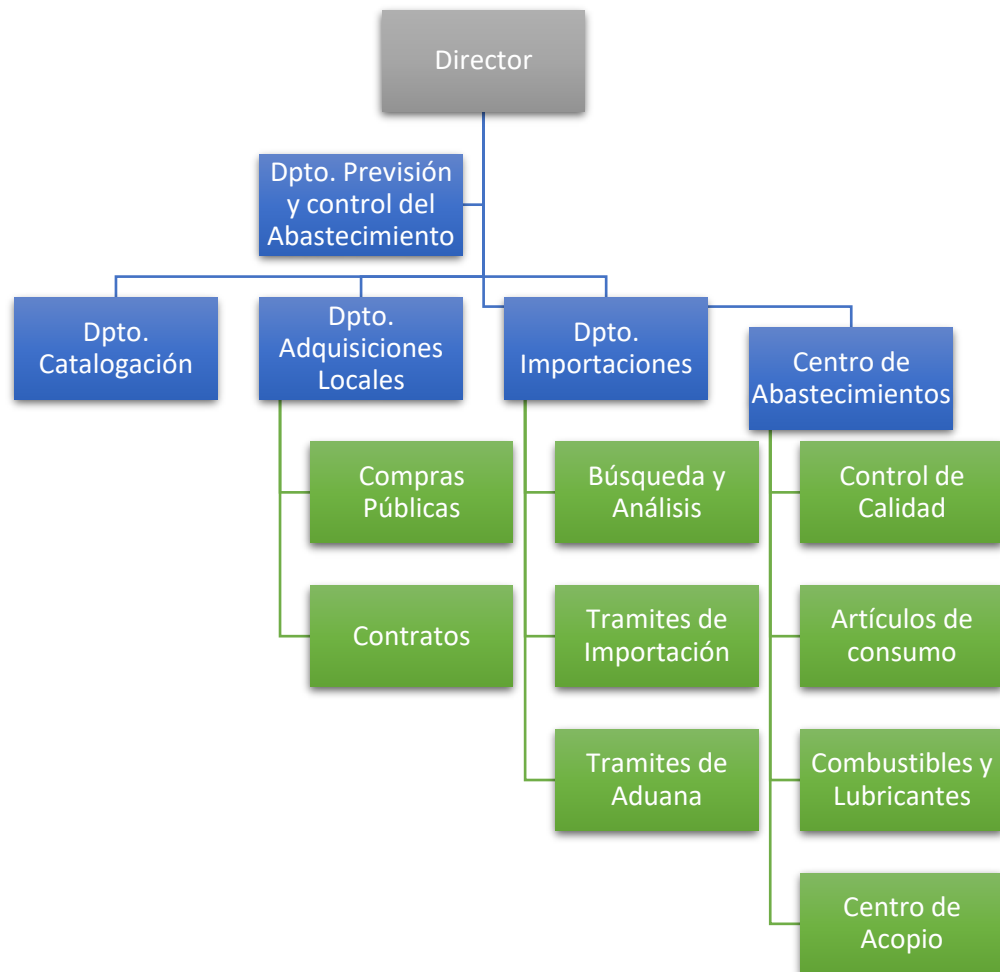 Director
Dpto. Previsión
y control del
Abastecimiento
Dpto.
Catalogación
Dpto.
Adquisiciones
Locales
Dpto.
Importaciones
Centro de
Abastecimientos
Compras
Públicas
Búsqueda y
Análisis
Control de
Calidad
Contratos
Tramites de
Importación
Artículos de
consumo
Tramites de
Aduana
Combustibles y
Lubricantes
Centro de
Acopio